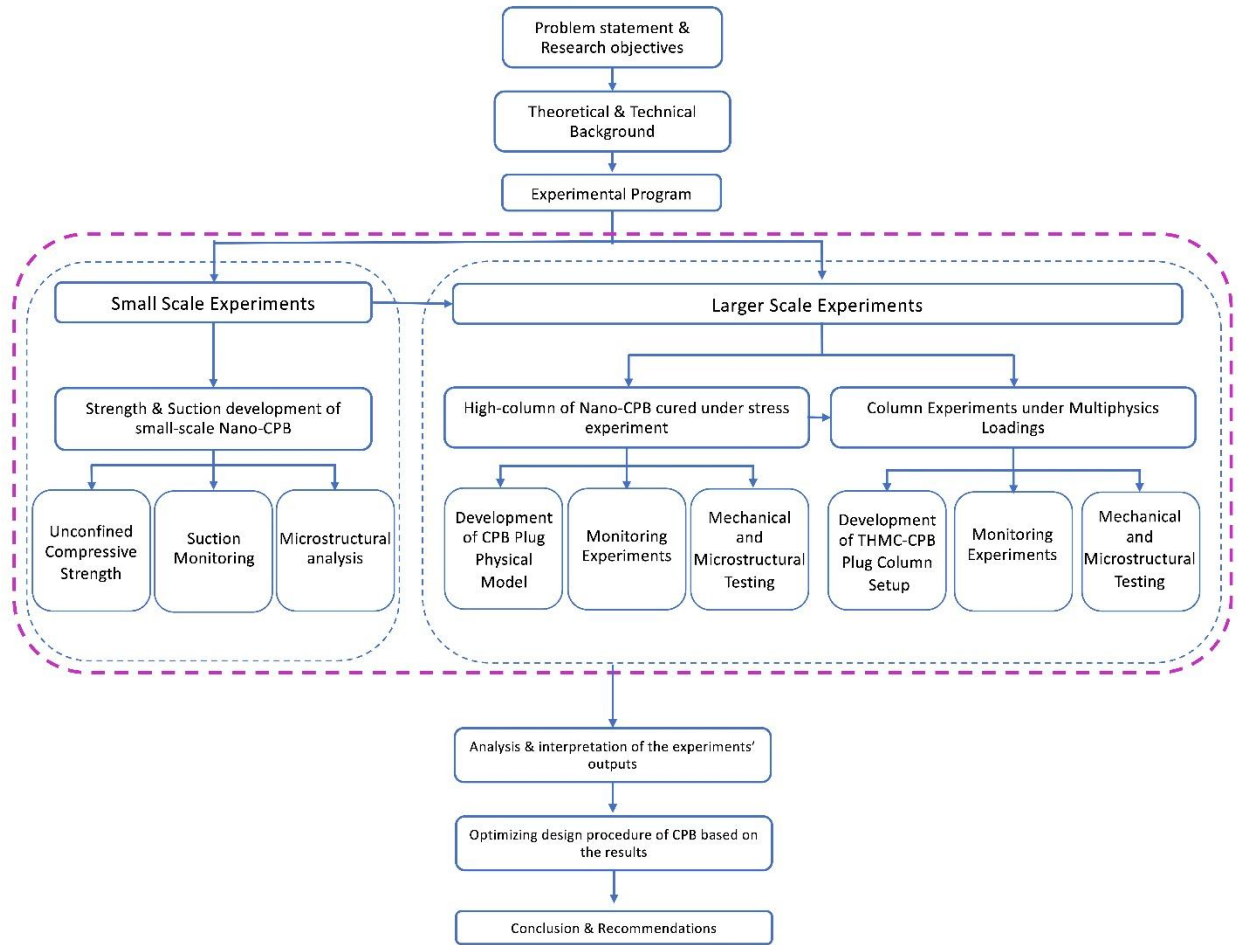 Problem statement &
Research objectives
Theoretical & Technical
Background
Experimental Program
Small Scale Experiments
Larger Scale Experiments
Strength & Suction development of
small-scale Nano-CPB
High-column of Nano-CPB cured under stress
experiment
Column Experiments under Multiphysics
Loadings
Unconfined
Compressive
Strength
Suction
Monitoring
Microstructural
analysis
Development
of CPB Plug
Physical
Model
Monitoring
Experiments
Mechanical
and
Microstructural
Testing
Development
of THMC-CPB
Plug Column
Setup
Monitoring
Experiments
Mechanical
and
Microstructural
Testing
Analysis & interpretation of the experiments’
outputs
Optimizing design procedure of CPB based on
the results
Conclusion & Recommendations